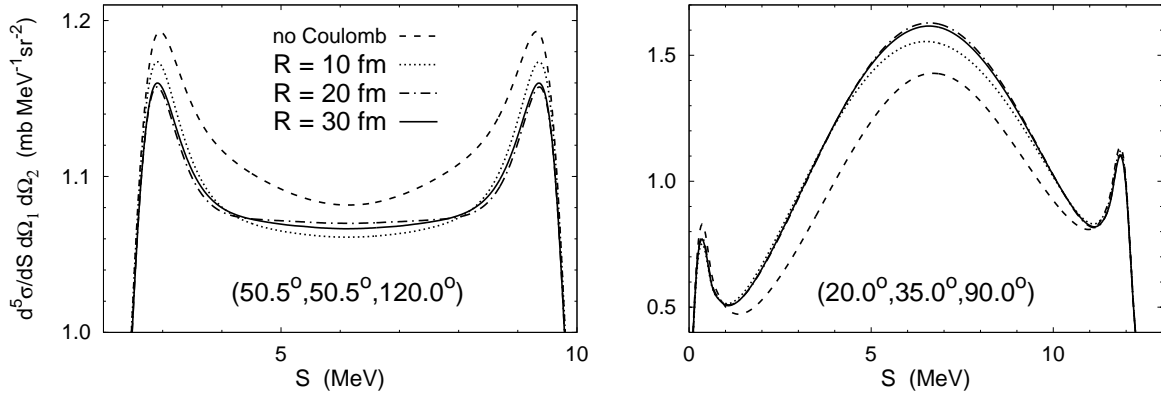 d⁵σ/dS dΩ₁ dΩ₂ (mb MeV⁻¹sr⁻²)
1.2
1.1
1.0
no Coulomb
R = 10 fm
R = 20 fm
R = 30 fm
(50.5°,50.5°,120.0°)
5
10
S (MeV)
1.5
1.0
0.5
(20.0°,35.0°,90.0°)
0
5
10
S (MeV)